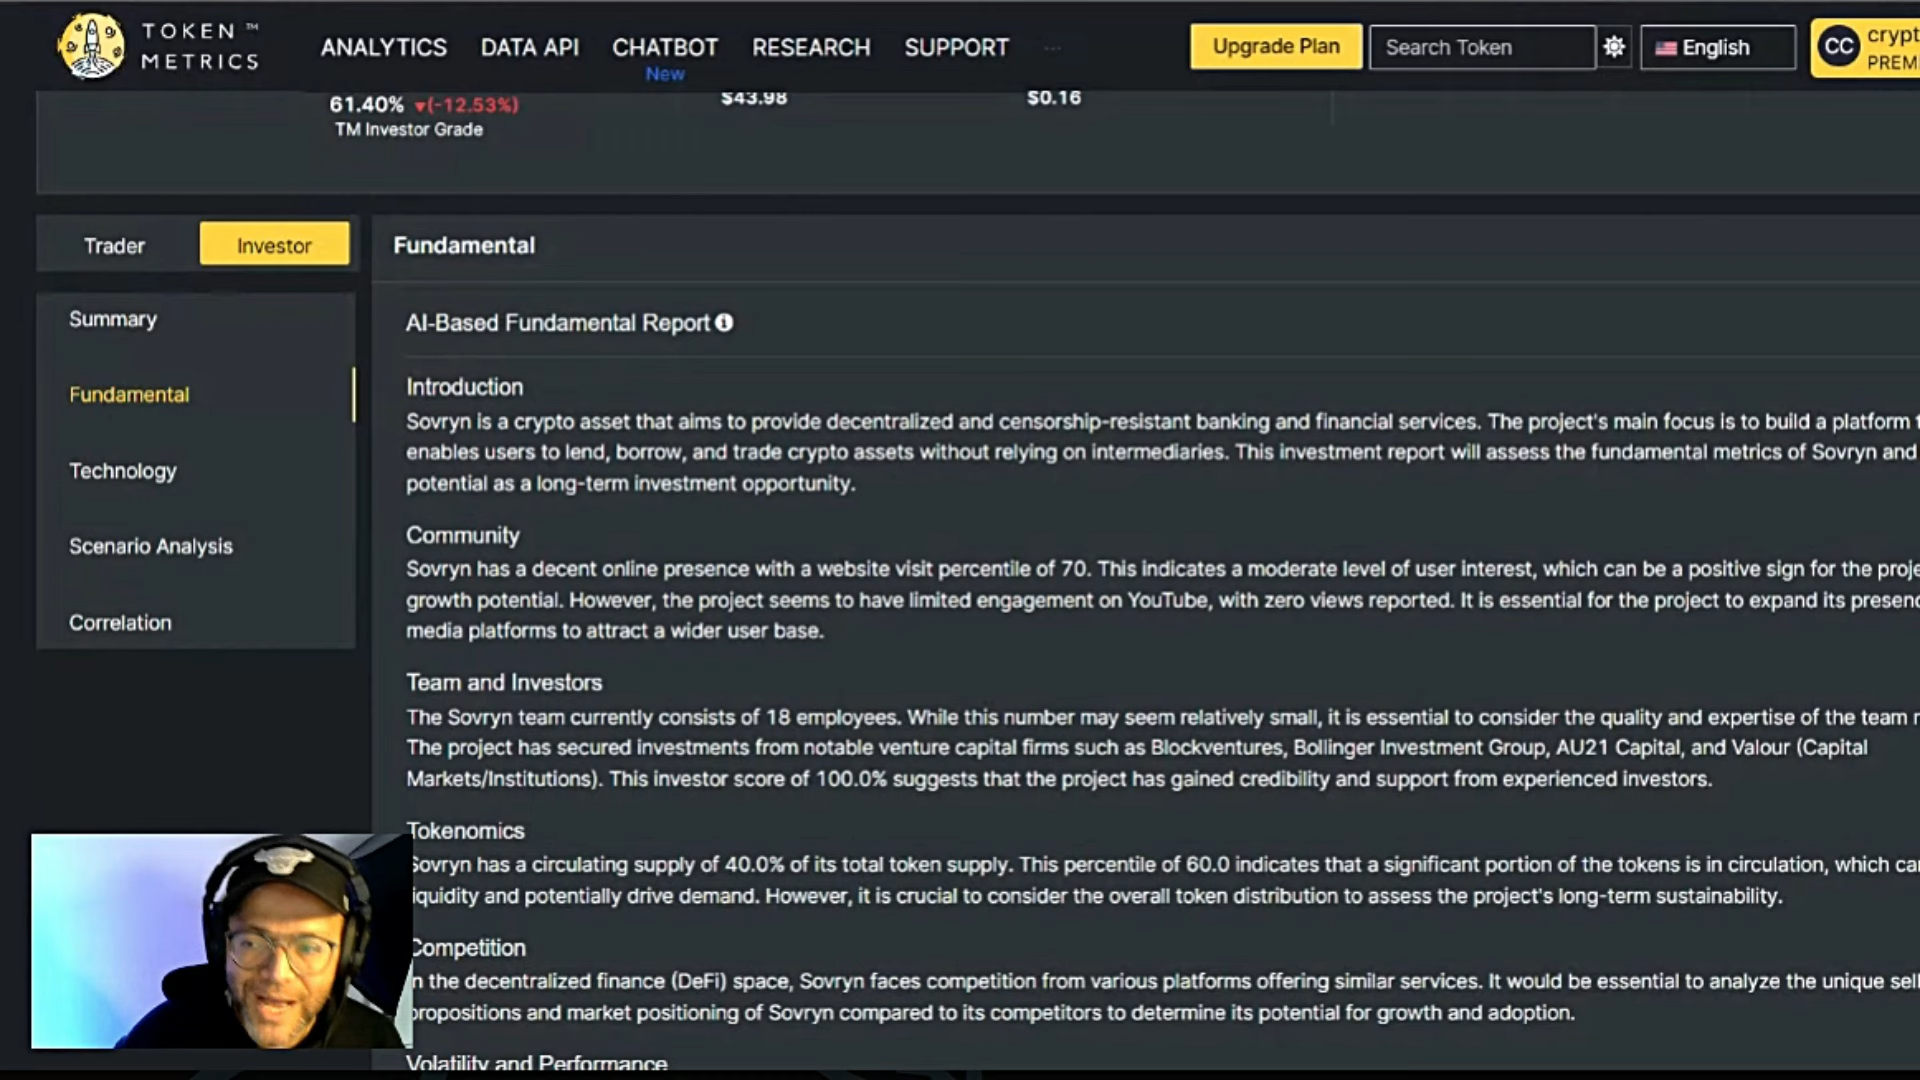 TOKEN ™
METRICS
ANALYTICS DATA API CHATBOT RESEARCH SUPPORT ...
New
Upgrade Plan Search Token English CC crypt
PREMI
61.40% ▼(-12.53%) $43.98 $0.16
TM Investor Grade
Trader Investor
Summary
Fundamental
Technology
Scenario Analysis
Correlation
Fundamental
AI-Based Fundamental Report
Introduction
Sovryn is a crypto asset that aims to provide decentralized and censorship-resistant banking and financial services. The project's main focus is to build a platform t
enables users to lend, borrow, and trade crypto assets without relying on intermediaries. This investment report will assess the fundamental metrics of Sovryn and
potential as a long-term investment opportunity.
Community
Sovryn has a decent online presence with a website visit percentile of 70. This indicates a moderate level of user interest, which can be a positive sign for the proje
growth potential. However, the project seems to have limited engagement on YouTube, with zero views reported. It is essential for the project to expand its presenc
media platforms to attract a wider user base.
Team and Investors
The Sovryn team currently consists of 18 employees. While this number may seem relatively small, it is essential to consider the quality and expertise of the team
The project has secured investments from notable venture capital firms such as Blockventures, Bollinger Investment Group, AU21 Capital, and Valour (Capital
Markets/Institutions). This investor score of 100.0% suggests that the project has gained credibility and support from experienced investors.
Tokenomics
Sovryn has a circulating supply of 40.0% of its total token supply. This percentile of 60.0 indicates that a significant portion of the tokens is in circulation, which ca
iquidity and potentially drive demand. However, it is crucial to consider the overall token distribution to assess the project's long-term sustainability.
Competition
n the decentralized finance (DeFi) space, Sovryn faces competition from various platforms offering similar services. It would be essential to analyze the unique sell
propositions and market positioning of Sovryn compared to its competitors to determine its potential for growth and adoption.
Volatility and Performance